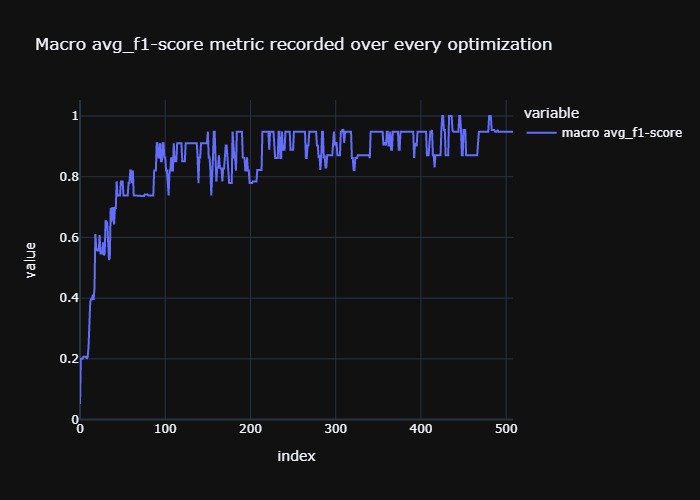 Macro avg_f1-score metric recorded over every optimization
variable
macro avg_f1-score
value
1
0.8
0.6
0.4
0.2
0
0 100 200 300 400 500
index